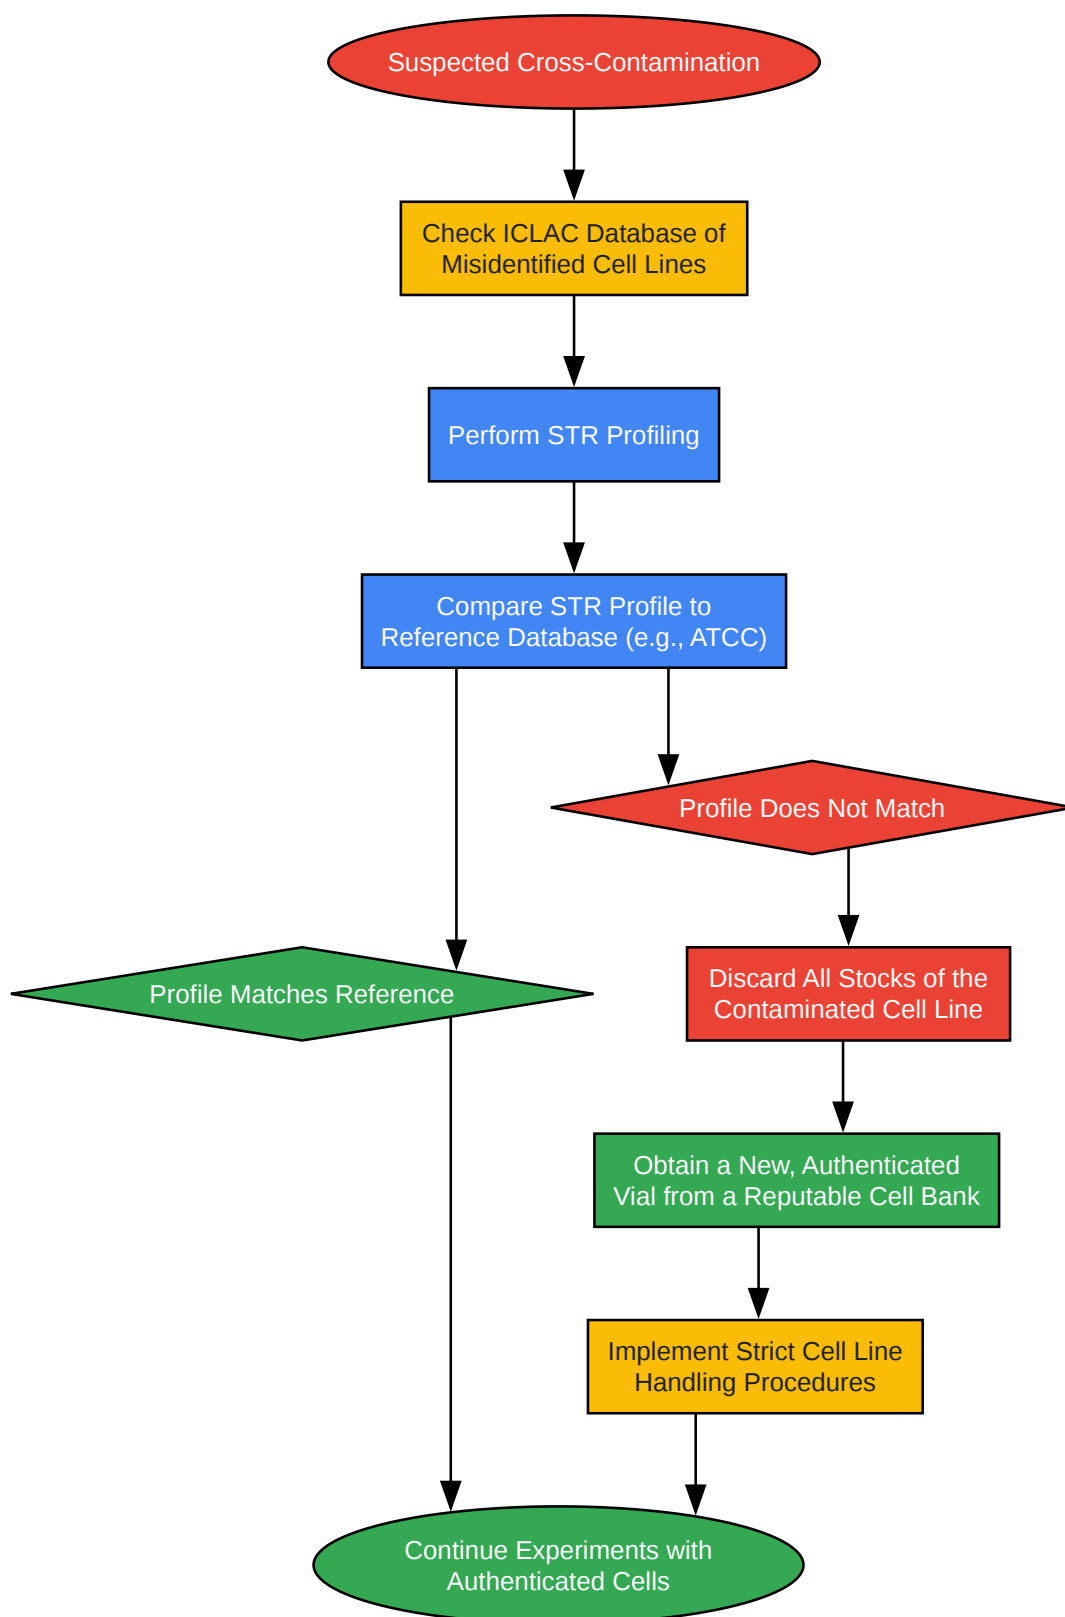 Suspected Cross-Contamination
Check ICLAC Database of
Misidentified Cell Lines
Perform STR Profiling
Compare STR Profile to
Reference Database (e.g., ATCC)
Profile Does Not Match
Profile Matches Reference
Discard All Stocks of the
Contaminated Cell Line
Obtain a New, Authenticated
Vial from a Reputable Cell Bank
Implement Strict Cell Line
Handling Procedures
Continue Experiments with
Authenticated Cells